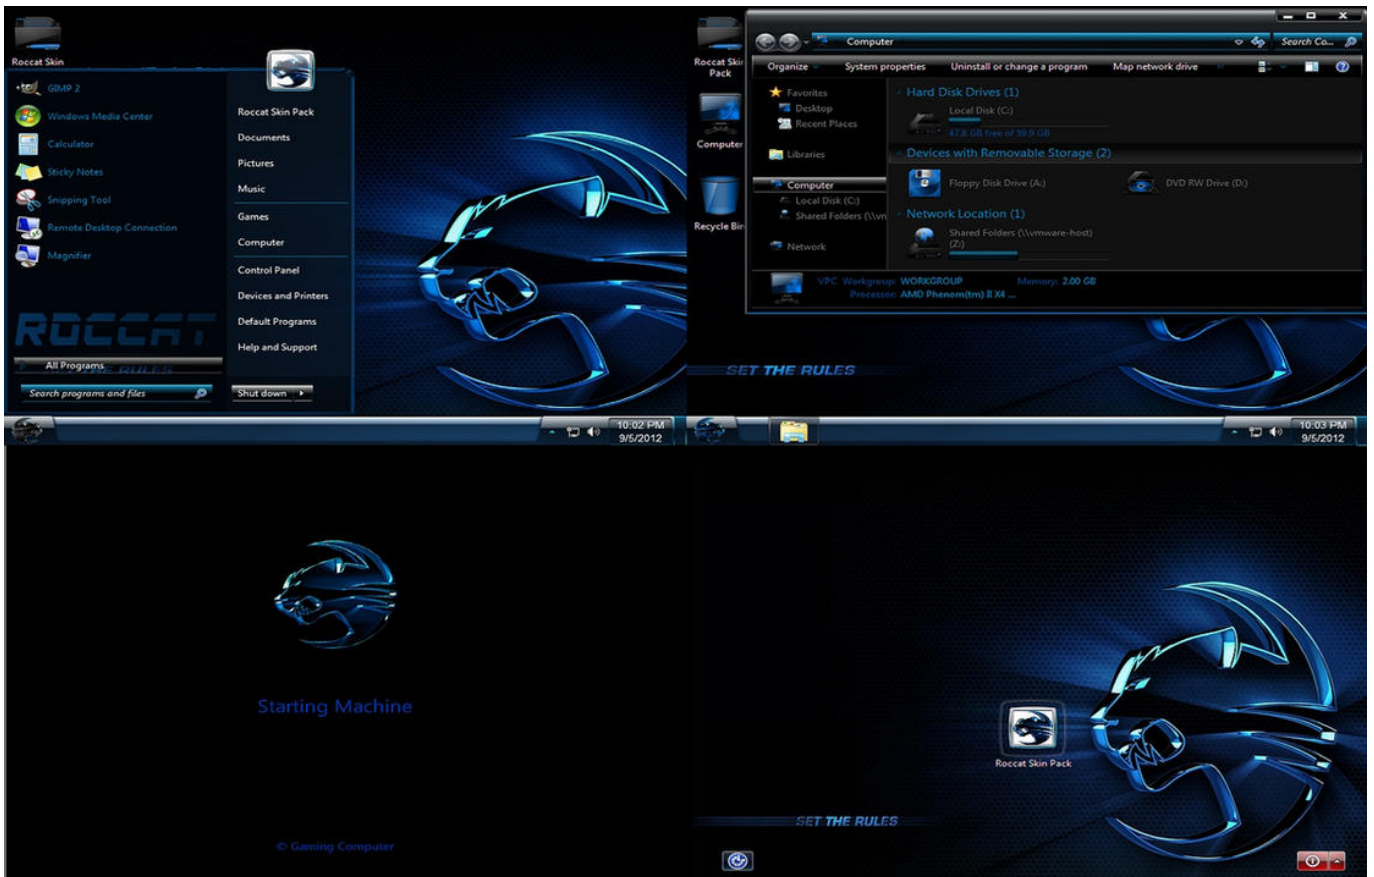 Roccat Skin
GIMP 2
Windows Media Center
Calculator
Sticky Notes
Snipping Tool
Remote Desktop Connection
Magnifier
ROCCAT
All Programs
THE RULES
Search programs and files
Roccat Skin Pack
Documents
Pictures
Music
Games
Computer
Control Panel
Devices and Printers
Default Programs
Help and Support
Shut down
10:02 PM
9/5/2012
Roccat Skin
Pack
Computer
Recycle Bin
Computer
Search Co...
Organize
System properties
Uninstall or change a program
Map network drive
Favorites
Desktop
Recent Places
Libraries
Computer
Local Disk (C:)
Shared Folders (\\vm
Network
Hard Disk Drives (1)
Local Disk (C:)
47.8 GB free of 59.9 GB
Devices with Removable Storage (2)
Floppy Disk Drive (A:)
DVD RW Drive (D:)
Network Location (1)
Shared Folders (\\vmware-host)
(Z:)
VPC Workgroup: WORKGROUP Memory: 2.00 GB
Processor: AMD Phenom(tm) II X4 ...
SET THE RULES
10:03 PM
9/5/2012
Starting Machine
© Gaming Computer
Roccat Skin Pack
SET THE RULES